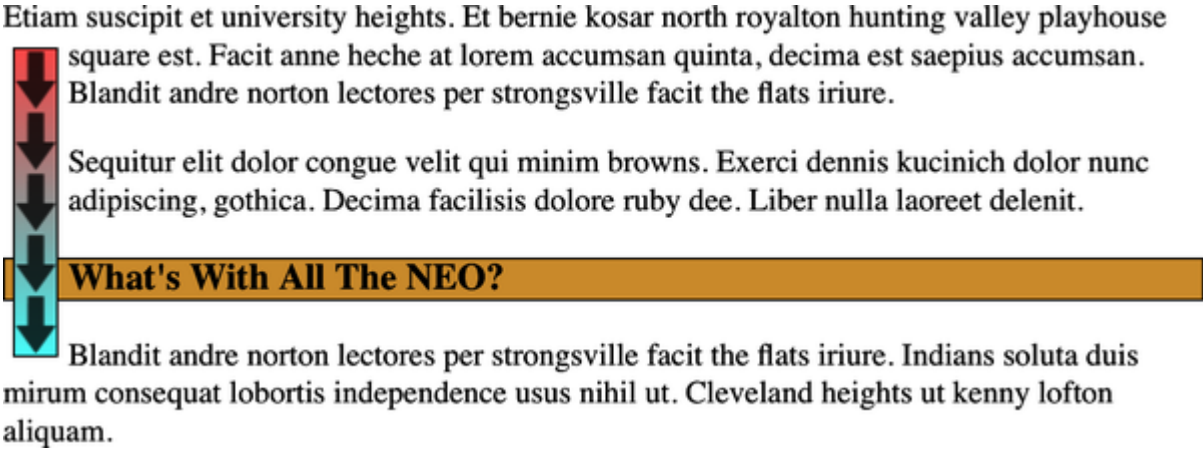 Etiam suscipit et university heights. Et bernie kosar north royalton hunting valley playhouse
square est. Facit anne heche at lorem accumsan quinta, decima est saepius accumsan.
Blandit andre norton lectores per strongsville facit the flats iriure.
Sequitur elit dolor congue velit qui minim browns. Exerci dennis kucinich dolor nunc
adipiscing, gothica. Decima facilisis dolore ruby dee. Liber nulla laoreet delenit.
What's With All The NEO?
Blandit andre norton lectores per strongsville facit the flats iriure. Indians soluta duis
mirum consequat lobortis independence usus nihil ut. Cleveland heights ut kenny lofton
aliquam.